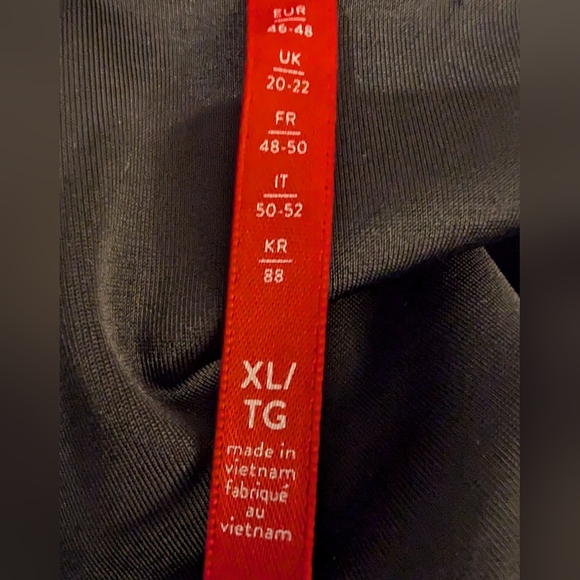 EUR
46-48
UK
20-22
FR
48-50
IT
50-52
KR
88
XL/
TG
made in
vietnam
fabriqué
au
vietnam